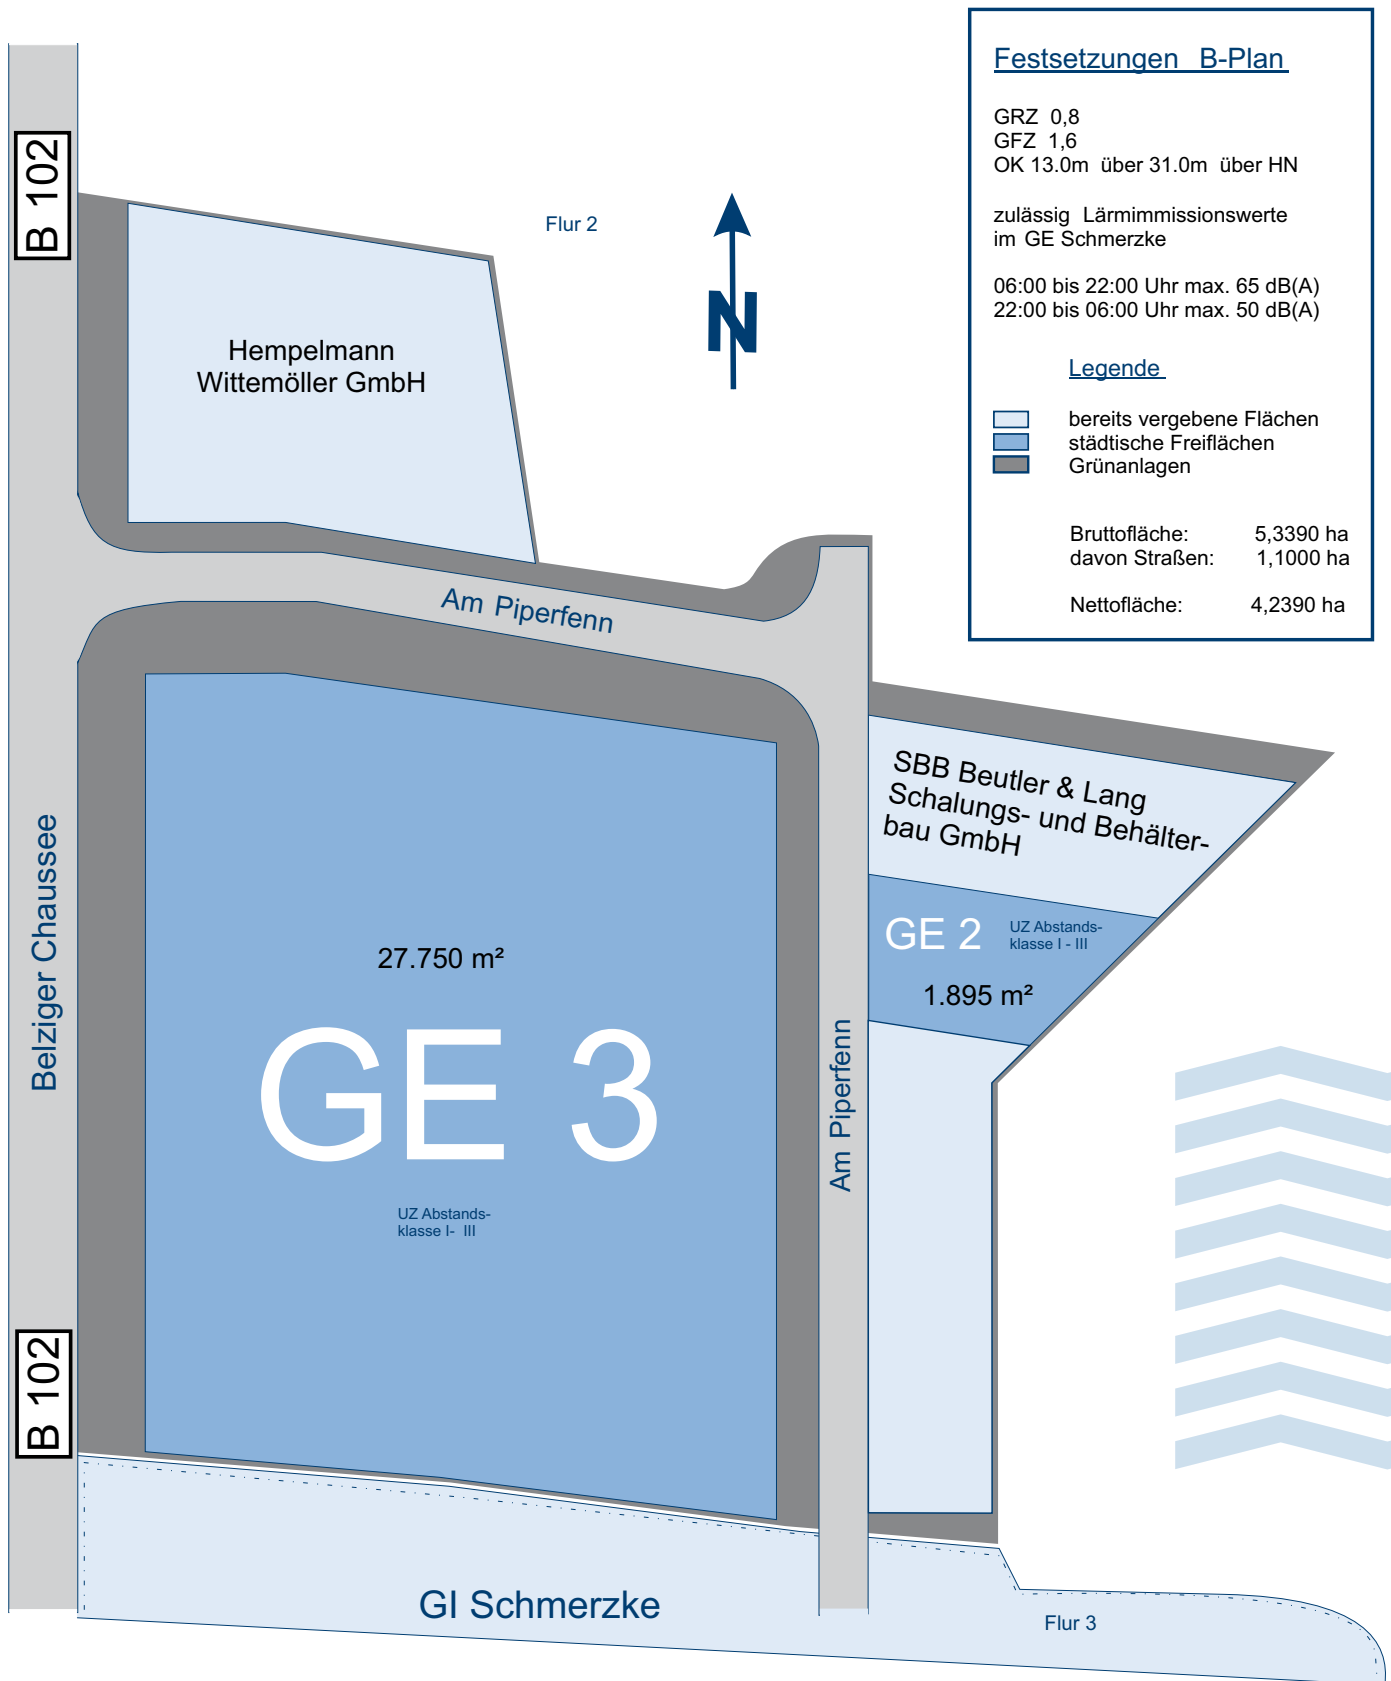 Festsetzungen B-Plan
GRZ 0,8
GFZ 1,6
OK 13.0m über 31.0m über HN
zulässig Lärmimmissionswerte
im GE Schmerzke
06:00 bis 22:00 Uhr max. 65 dB(A)
22:00 bis 06:00 Uhr max. 50 dB(A)
Legende
bereits vergebene Flächen
städtische Freiflächen
Grünanlagen
Bruttofläche: 5,3390 ha
davon Straßen: 1,1000 ha
Nettofläche: 4,2390 ha
B 102
Flur 2
N
Hempelmann
Wittemöller GmbH
Am Piperfenn
SBB Beutler & Lang
Schalungs- und Behälter-
bau GmbH
Belziger Chaussee
GE 2
UZ Abstands-
klasse I - III
1.895 m²
27.750 m²
GE 3
UZ Abstands-
klasse I- III
Am Piperfenn
B 102
GI Schmerzke
Flur 3